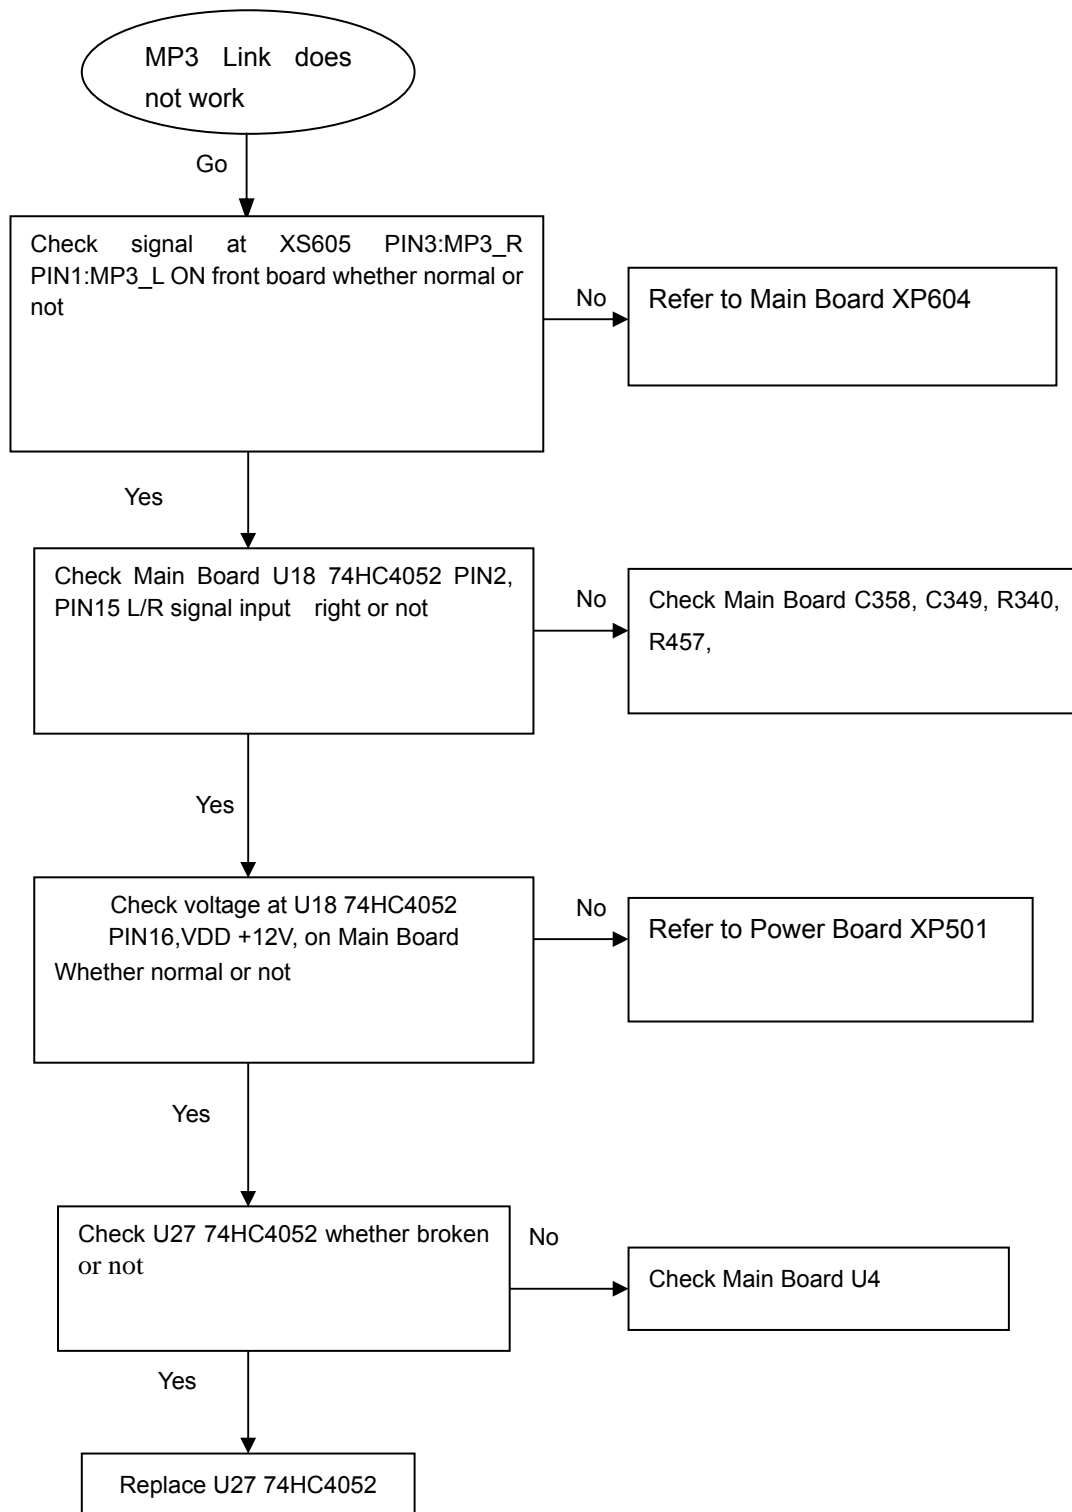 MP3 Link does
not work
Go
Check signal at XS605 PIN3:MP3_R
PIN1:MP3_L ON front board whether normal or
not
No
Refer to Main Board XP604
Yes
Check Main Board U18 74HC4052 PIN2,
PIN15 L/R signal input right or not
No
Check Main Board C358, C349, R340,
R457,
Yes
Check voltage at U18 74HC4052
PIN16,VDD +12V, on Main Board
Whether normal or not
No
Refer to Power Board XP501
Yes
Check U27 74HC4052 whether broken
or not
No
Check Main Board U4
Yes
Replace U27 74HC4052